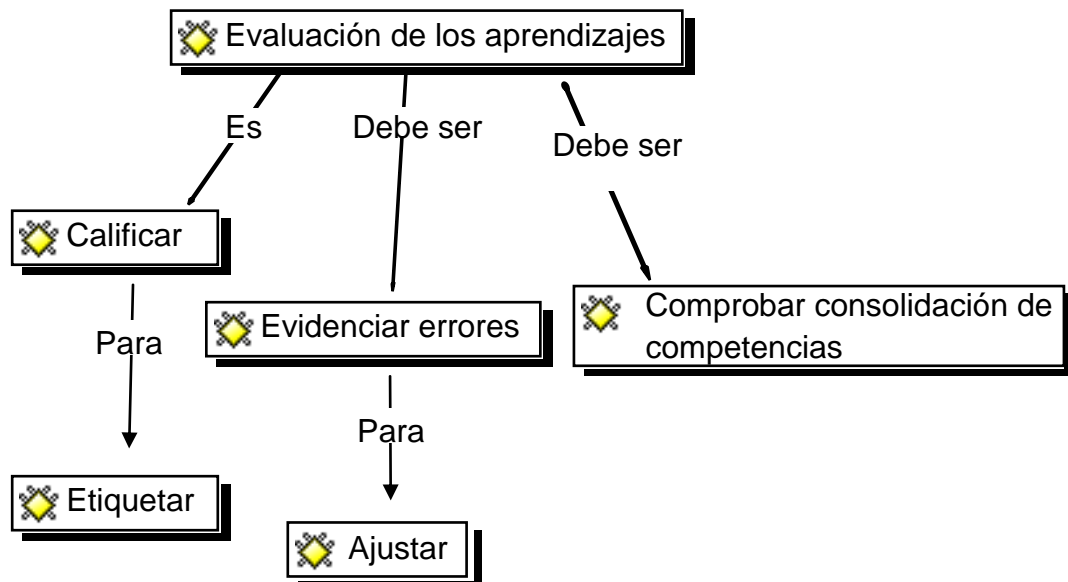 Evaluación de los aprendizajes
Es
Debe ser
Debe ser
Calificar
Evidenciar errores
Comprobar consolidación de
competencias
Para
Para
Etiquetar
Ajustar